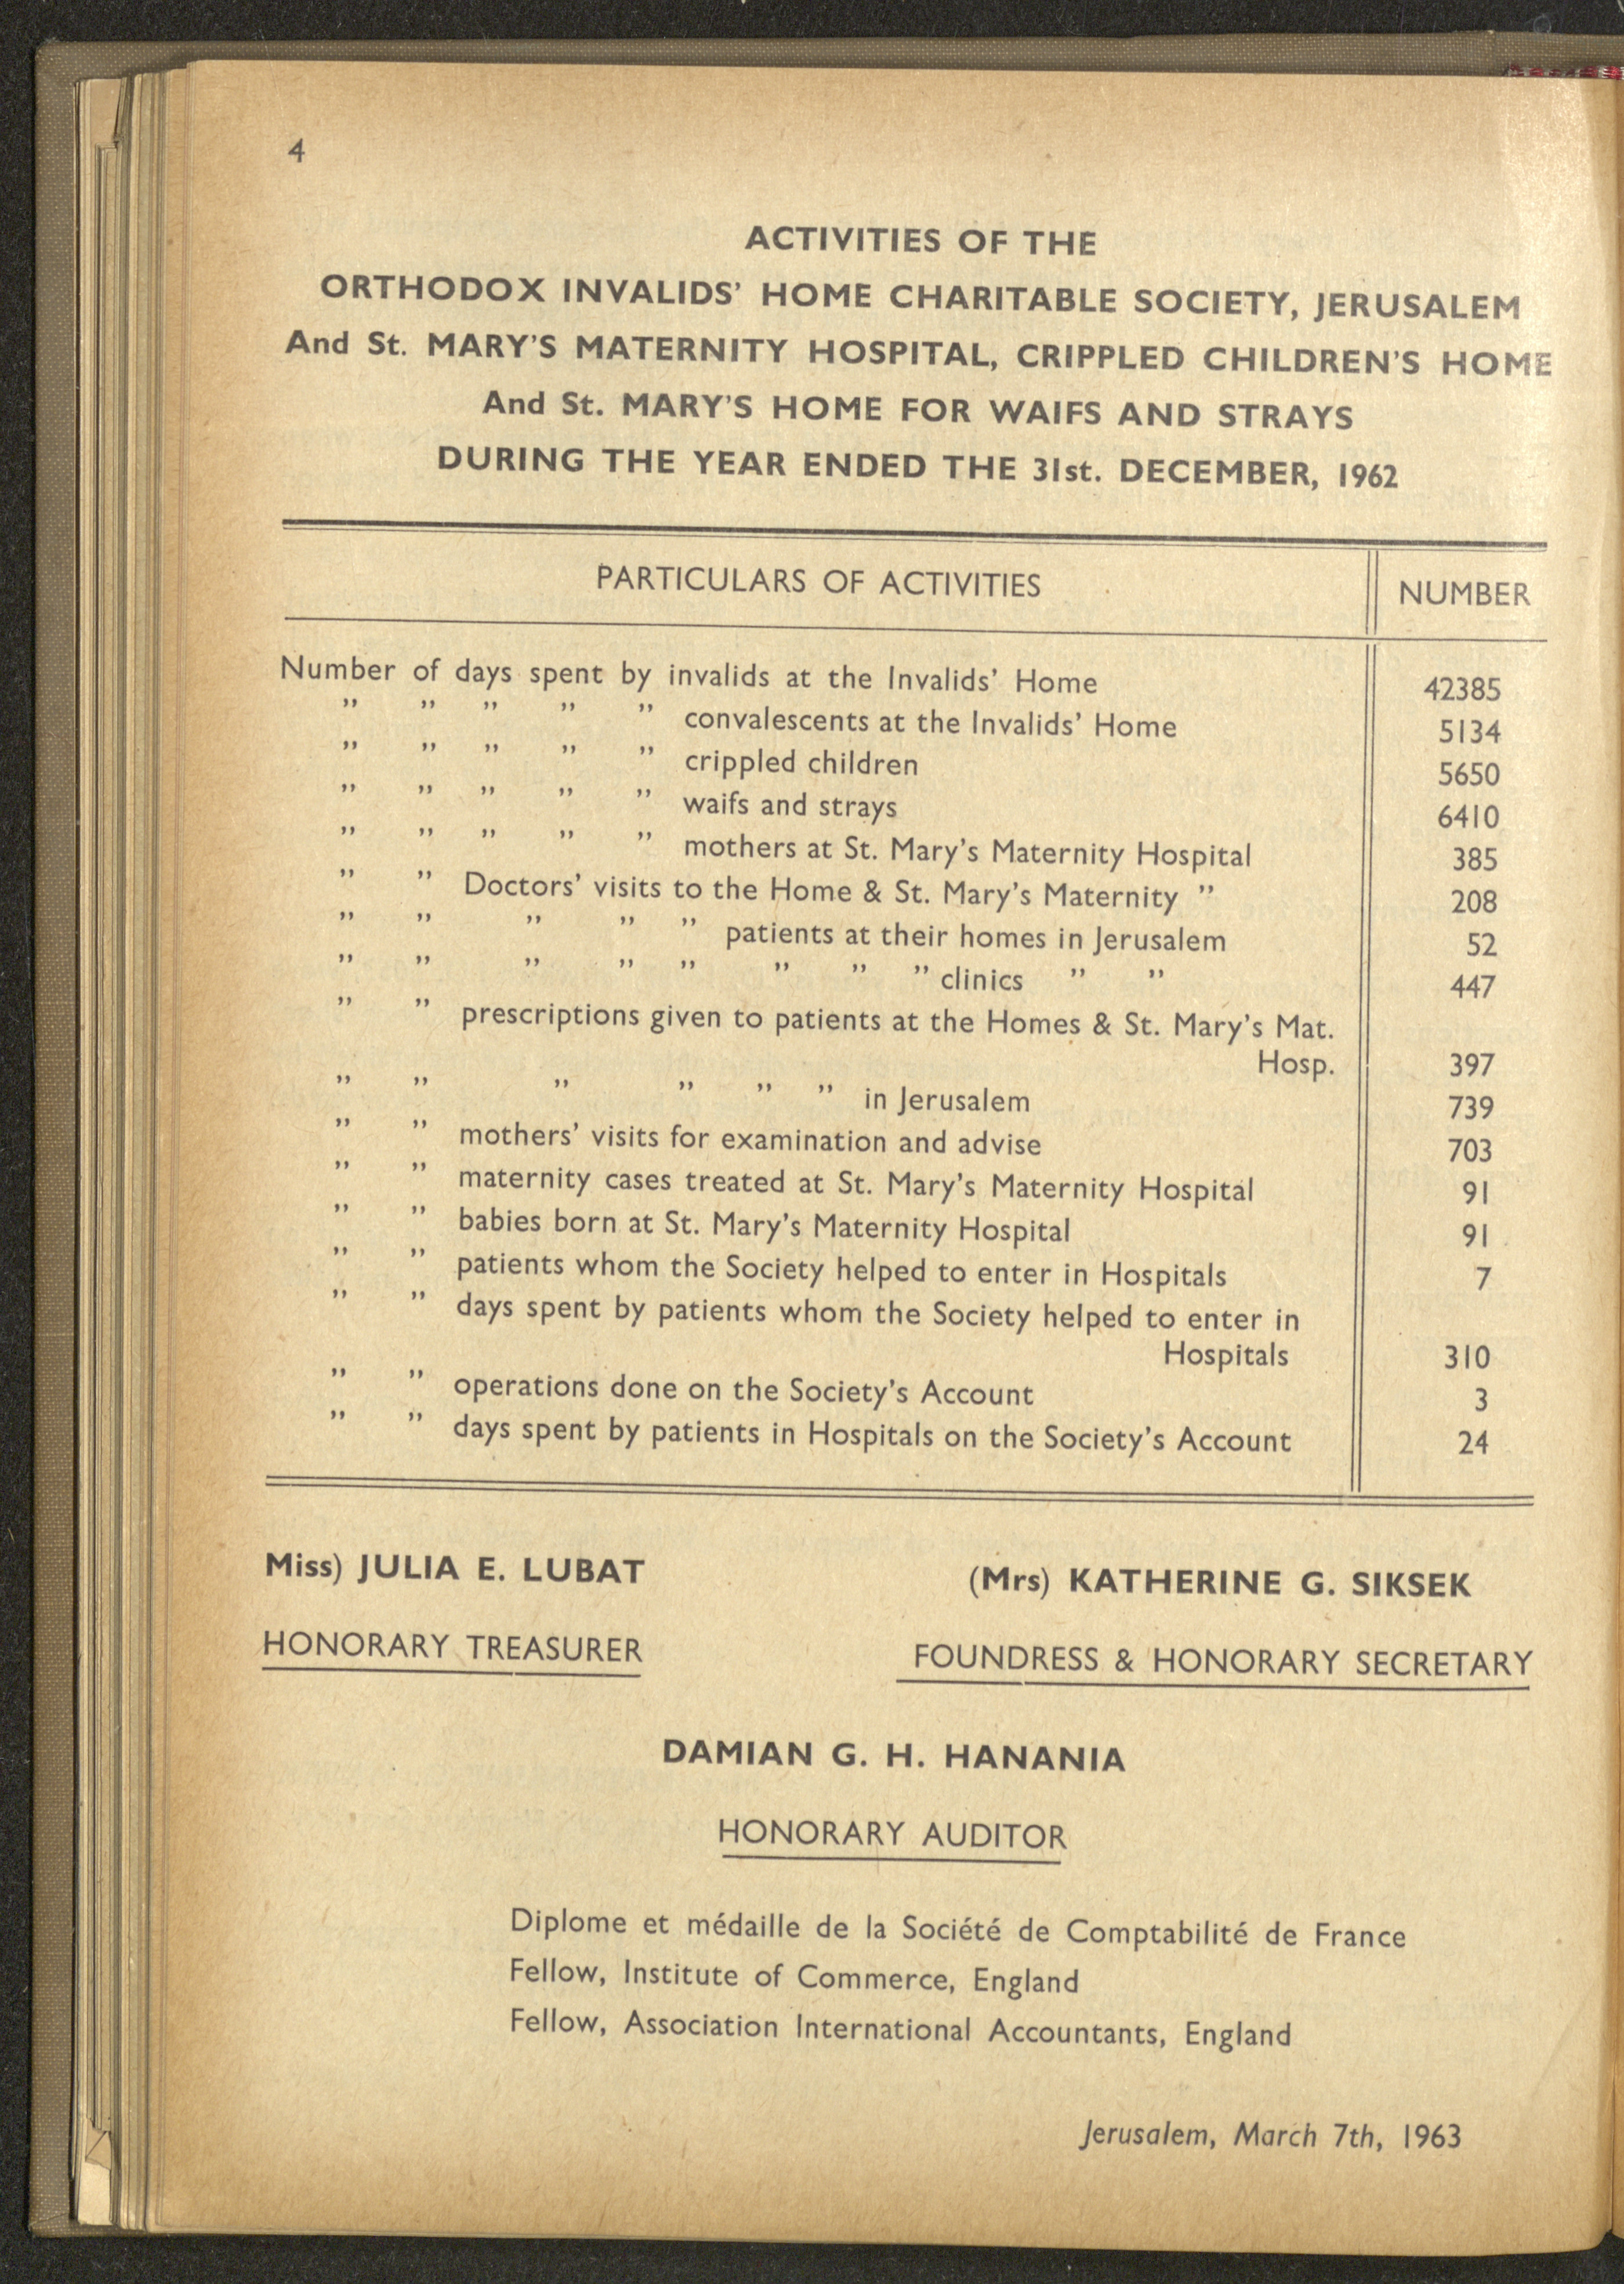 4
ACTIVITIES OF THE
ORTHODOX INVALIDS' HOME CHARITABLE SOCIETY, JERUSALEM
And St. MARY'S MATERNITY HOSPITAL, CRIPPLED CHILDREN'S HOME
And St. MARY'S HOME FOR WAIFS AND STRAYS
DURING THE YEAR ENDED THE 31st. DECEMBER, 1962
PARTICULARS OF ACTIVITIES NUMBER
Number of days spent by invalids at the Invalids' Home 42385
" " " " " convalescents at the Invalids' Home 5134
" " " " " crippled children 5650
" " " " " waifs and strays 6410
" " " " " mothers at St. Mary's Maternity Hospital 385
" " Doctors' visits to the Home & St. Mary's Maternity " 208
" " " " " patients at their homes in Jerusalem 52
" " " " " " " " clinics " " 447
" " prescriptions given to patients at the Homes & St. Mary's Mat.
Hosp. 397
" " " " " " in Jerusalem 739
" " mothers' visits for examination and advise 703
" " maternity cases treated at St. Mary's Maternity Hospital 91
" " babies born at St. Mary's Maternity Hospital 91
" " patients whom the Society helped to enter in Hospitals 7
" " days spent by patients whom the Society helped to enter in
Hospitals 310
" " operations done on the Society's Account 3
" " days spent by patients in Hospitals on the Society's Account 24
Miss) JULIA E. LUBAT (Mrs) KATHERINE G. SIKSEK
HONORARY TREASURER FOUNDRESS & HONORARY SECRETARY
DAMIAN G. H. HANANIA
HONORARY AUDITOR
Diplome et médaille de la Société de Comptabilité de France
Fellow, Institute of Commerce, England
Fellow, Association International Accountants, England
Jerusalem, March 7th, 1963